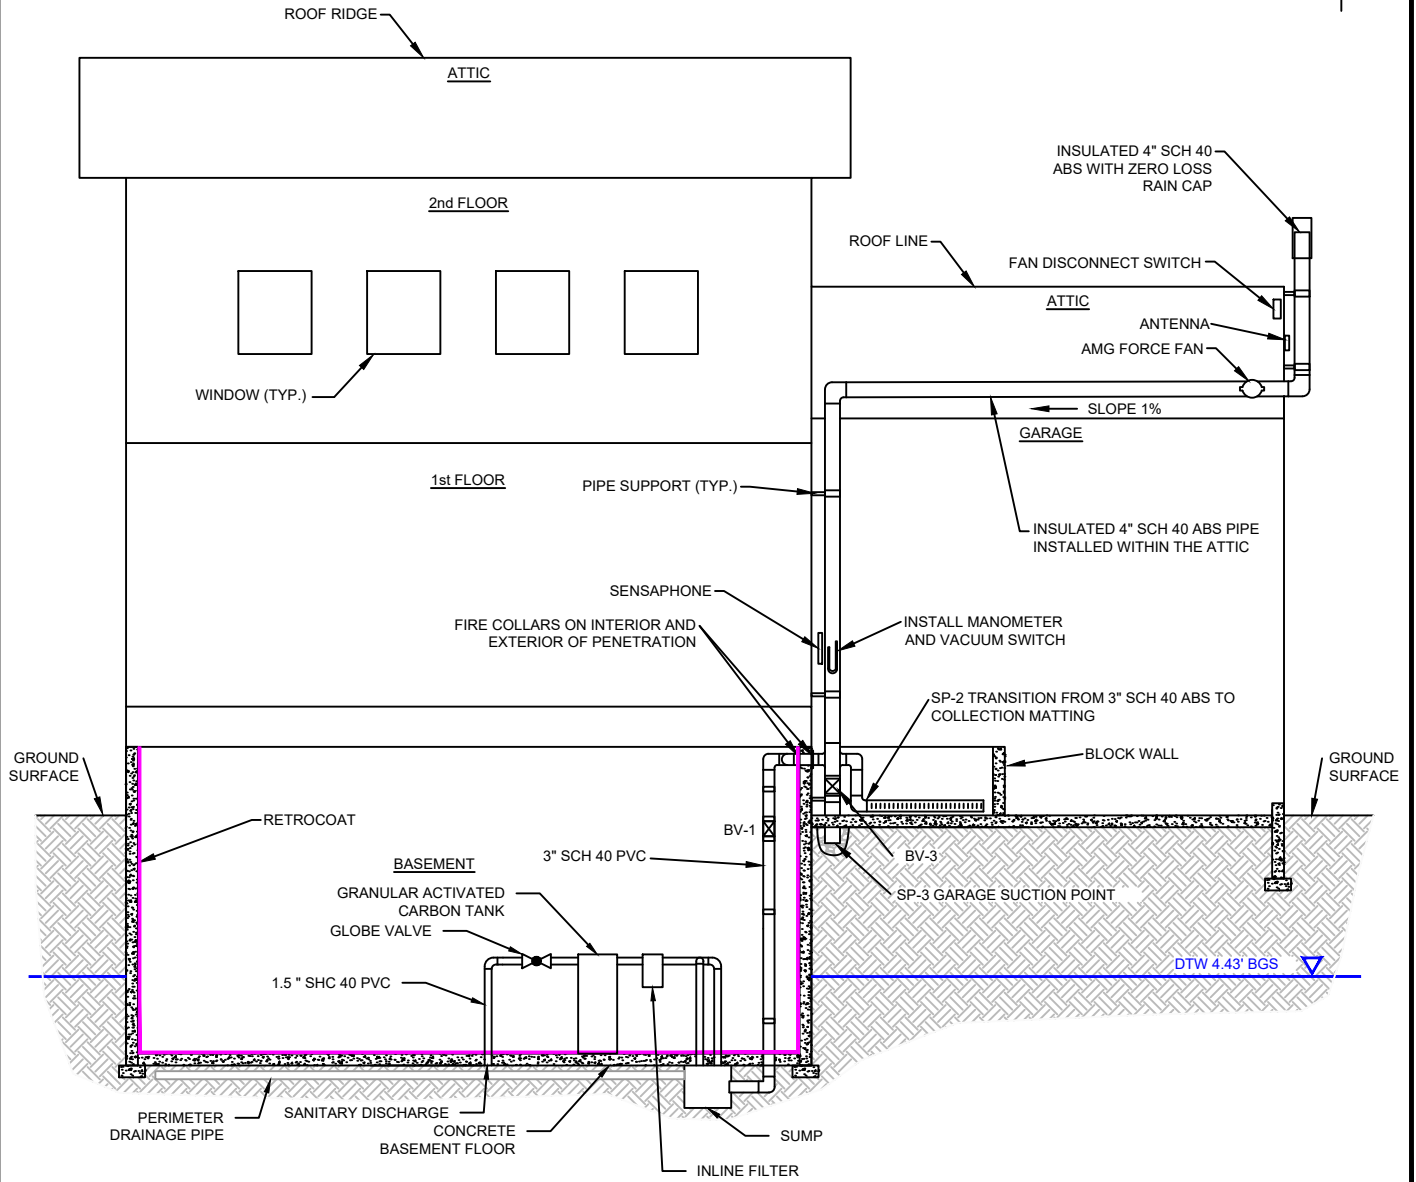 ROOF RIDGE
ATTIC
INSULATED 4" SCH 40
ABS WITH ZERO LOSS
RAIN CAP
2nd FLOOR
ROOF LINE
FAN DISCONNECT SWITCH
ATTIC
ANTENNA
AMG FORCE FAN
WINDOW (TYP.)
SLOPE 1%
GARAGE
1st FLOOR
PIPE SUPPORT (TYP.)
INSULATED 4" SCH 40 ABS PIPE
INSTALLED WITHIN THE ATTIC
SENSAPHONE
FIRE COLLARS ON INTERIOR AND
EXTERIOR OF PENETRATION
INSTALL MANOMETER
AND VACUUM SWITCH
SP-2 TRANSITION FROM 3" SCH 40 ABS TO
COLLECTION MATTING
GROUND
SURFACE
BLOCK WALL
GROUND
SURFACE
RETROCOAT
BV-1
BASEMENT
3" SCH 40 PVC
BV-3
GRANULAR ACTIVATED
CARBON TANK
SP-3 GARAGE SUCTION POINT
GLOBE VALVE
DTW 4.43' BGS
1.5 " SHC 40 PVC
PERIMETER
DRAINAGE PIPE
SANITARY DISCHARGE
CONCRETE
BASEMENT FLOOR
SUMP
INLINE FILTER